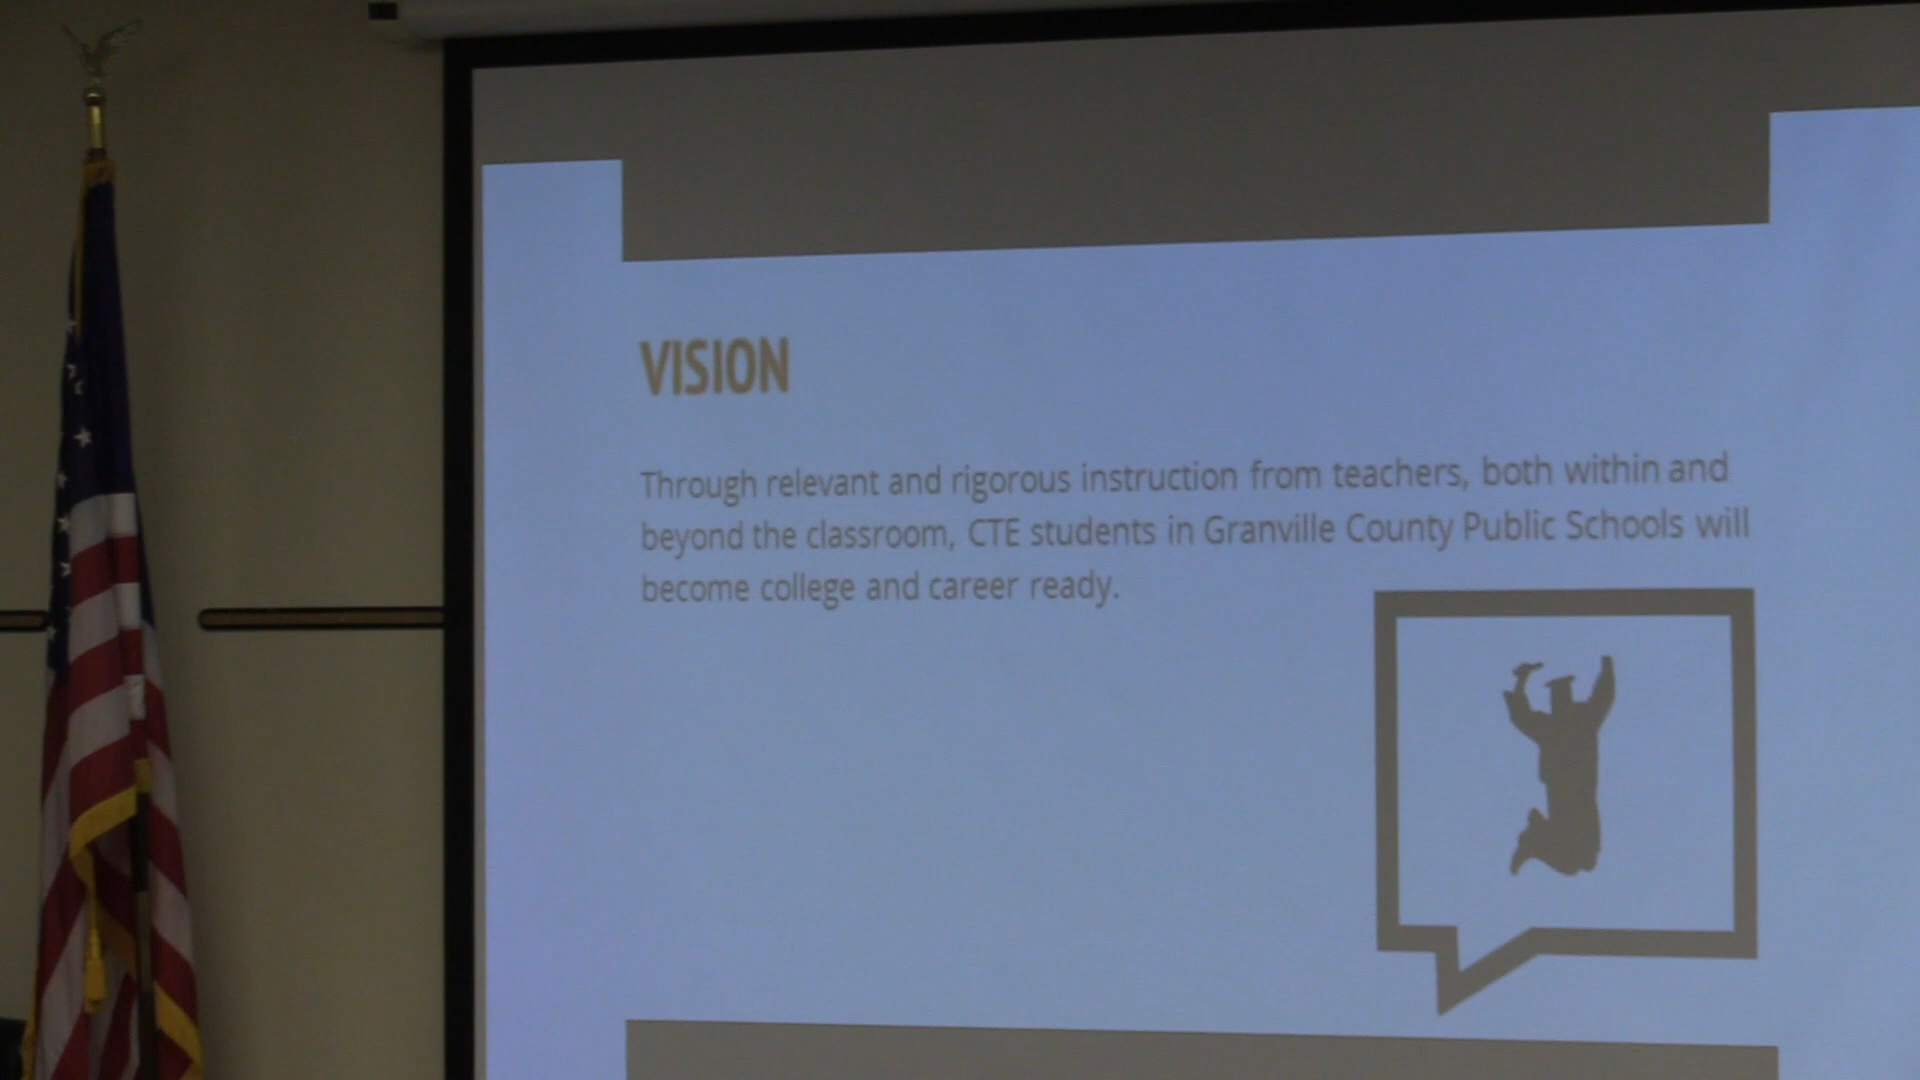 VISION
Through relevant and rigorous instruction from teachers, both within and
beyond the classroom, CTE students in Granville County Public Schools will
become college and career ready.